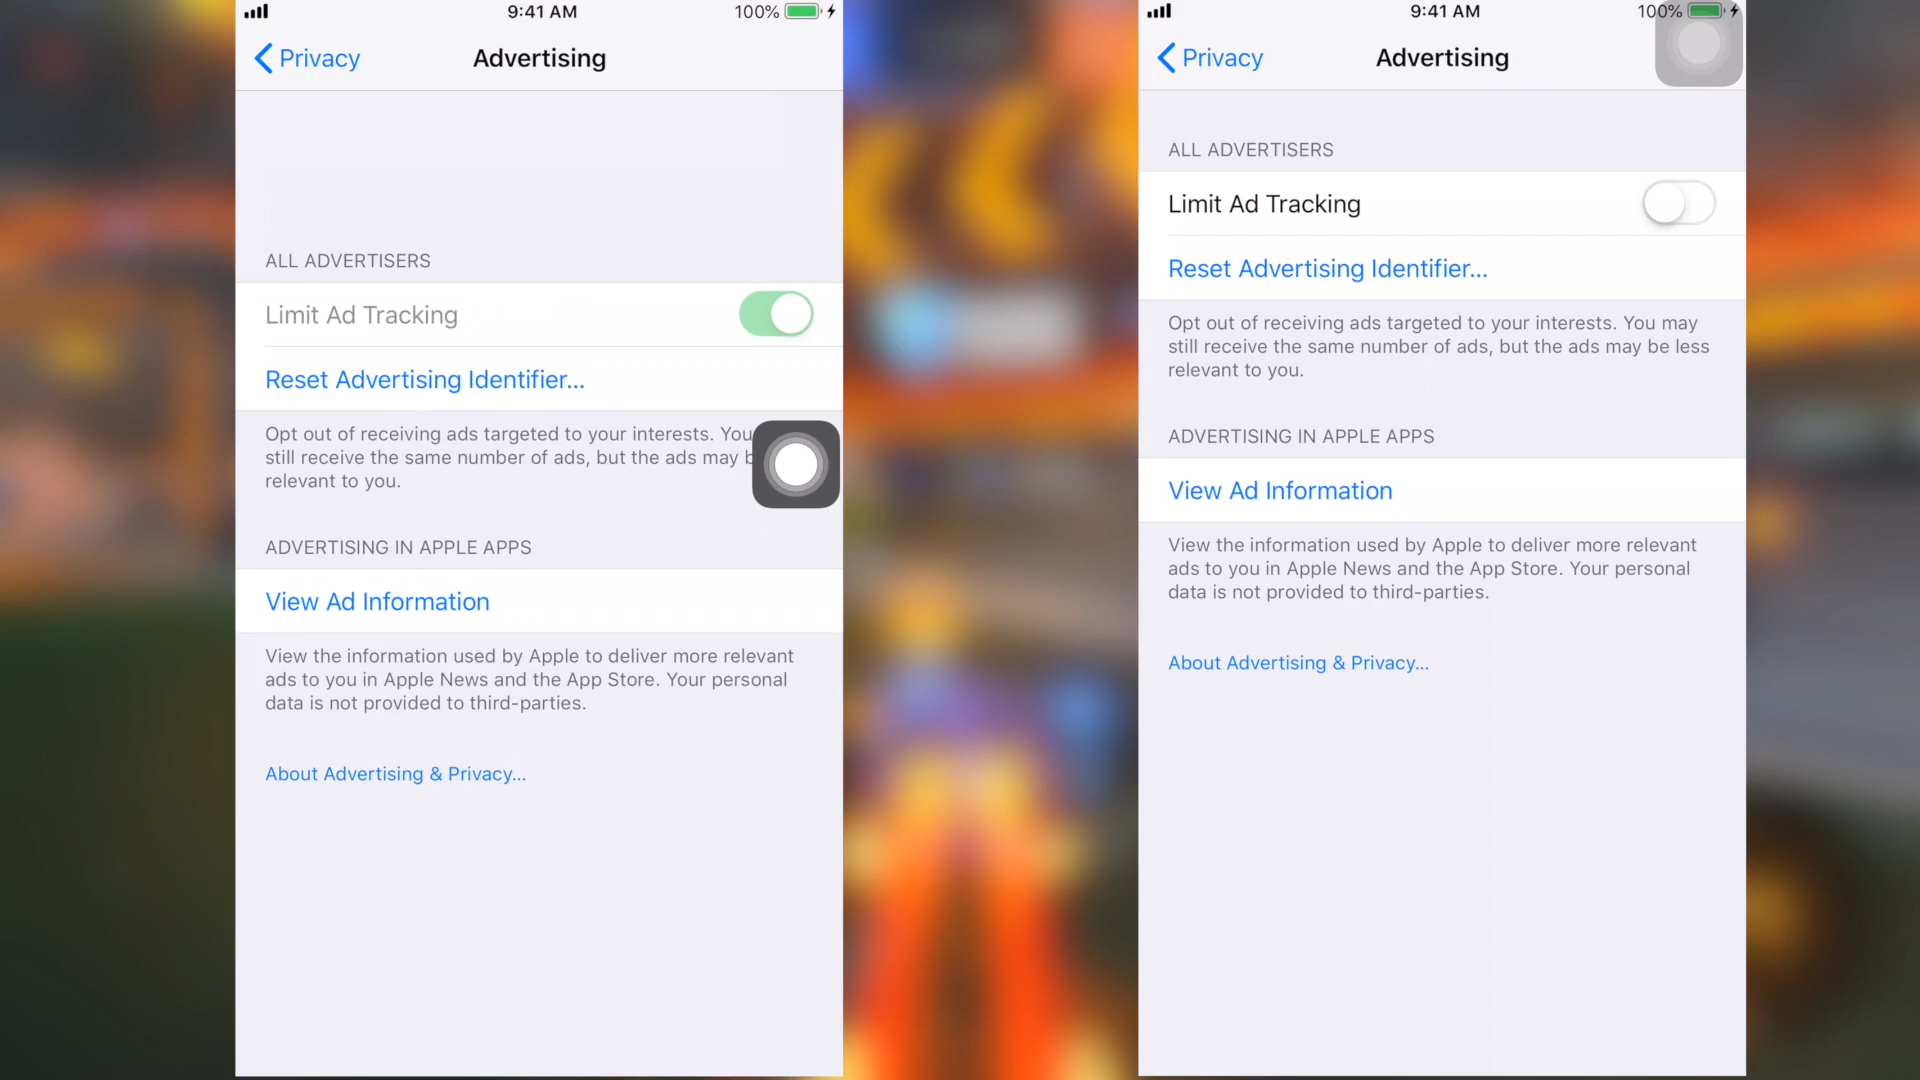 9:41 AM
100%
Privacy
Advertising
ALL ADVERTISERS
Limit Ad Tracking
Reset Advertising Identifier...
Opt out of receiving ads targeted to your interests. You
still receive the same number of ads, but the ads may
relevant to you.
ADVERTISING IN APPLE APPS
View Ad Information
View the information used by Apple to deliver more relevant
ads to you in Apple News and the App Store. Your personal
data is not provided to third-parties.
About Advertising & Privacy...
9:41 AM
100%
Privacy
Advertising
ALL ADVERTISERS
Limit Ad Tracking
Reset Advertising Identifier...
Opt out of receiving ads targeted to your interests. You may
still receive the same number of ads, but the ads may be less
relevant to you.
ADVERTISING IN APPLE APPS
View Ad Information
View the information used by Apple to deliver more relevant
ads to you in Apple News and the App Store. Your personal
data is not provided to third-parties.
About Advertising & Privacy...